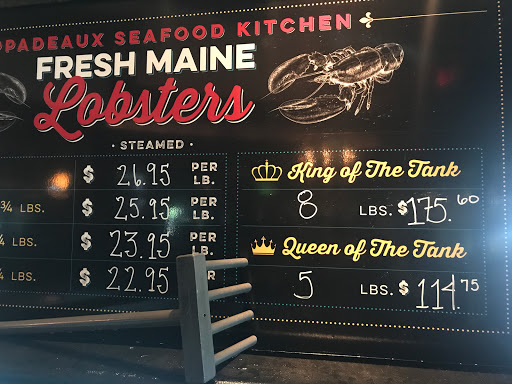 PADEAUX SEAFOOD KITCHEN
FRESH MAINE
Lobsters
• STEAMED •
$ 26.95 PER LB.
¾ LBS. $ 25.95 PER LB.
¼ LBS. $ 23.95 PER LB.
¼ LBS. $ 22.95 PER
King of The Tank
8 LBS. $175.60
Queen of The Tank
5 LBS. $114.75